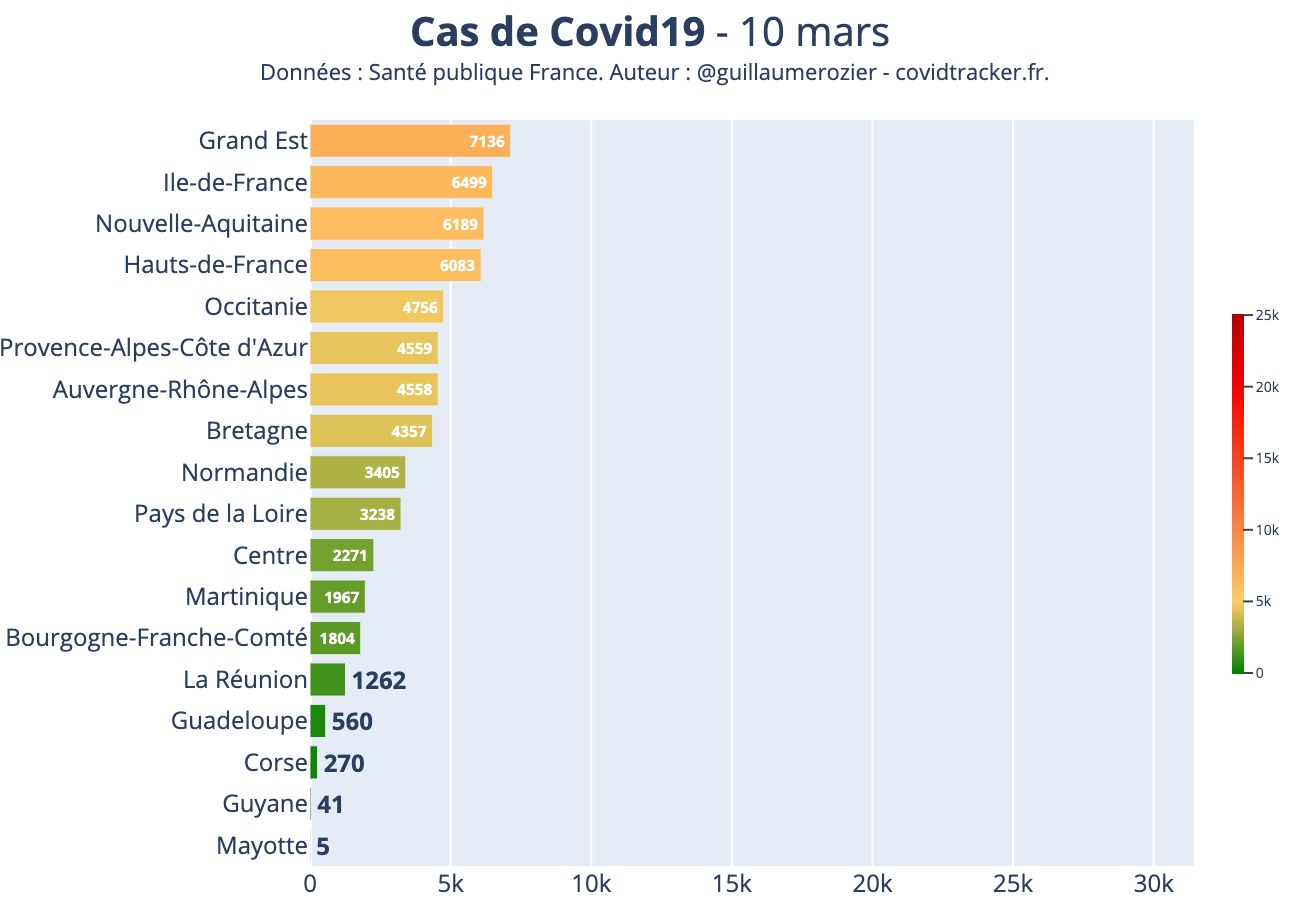 Cas de Covid19 - 10 mars
Données : Santé publique France. Auteur : @guillaumerozier - covidtracker.fr.
Grand Est 7136
Ile-de-France 6499
Nouvelle-Aquitaine 6189
Hauts-de-France 6083
Occitanie 4756
Provence-Alpes-Côte d'Azur 4559
Auvergne-Rhône-Alpes 4558
Bretagne 4357
Normandie 3405
Pays de la Loire 3238
Centre 2271
Martinique 1967
Bourgogne-Franche-Comté 1804
La Réunion 1262
Guadeloupe 560
Corse 270
Guyane 41
Mayotte 5
0 5k 10k 15k 20k 25k 30k
25k
20k
15k
10k
5k
0